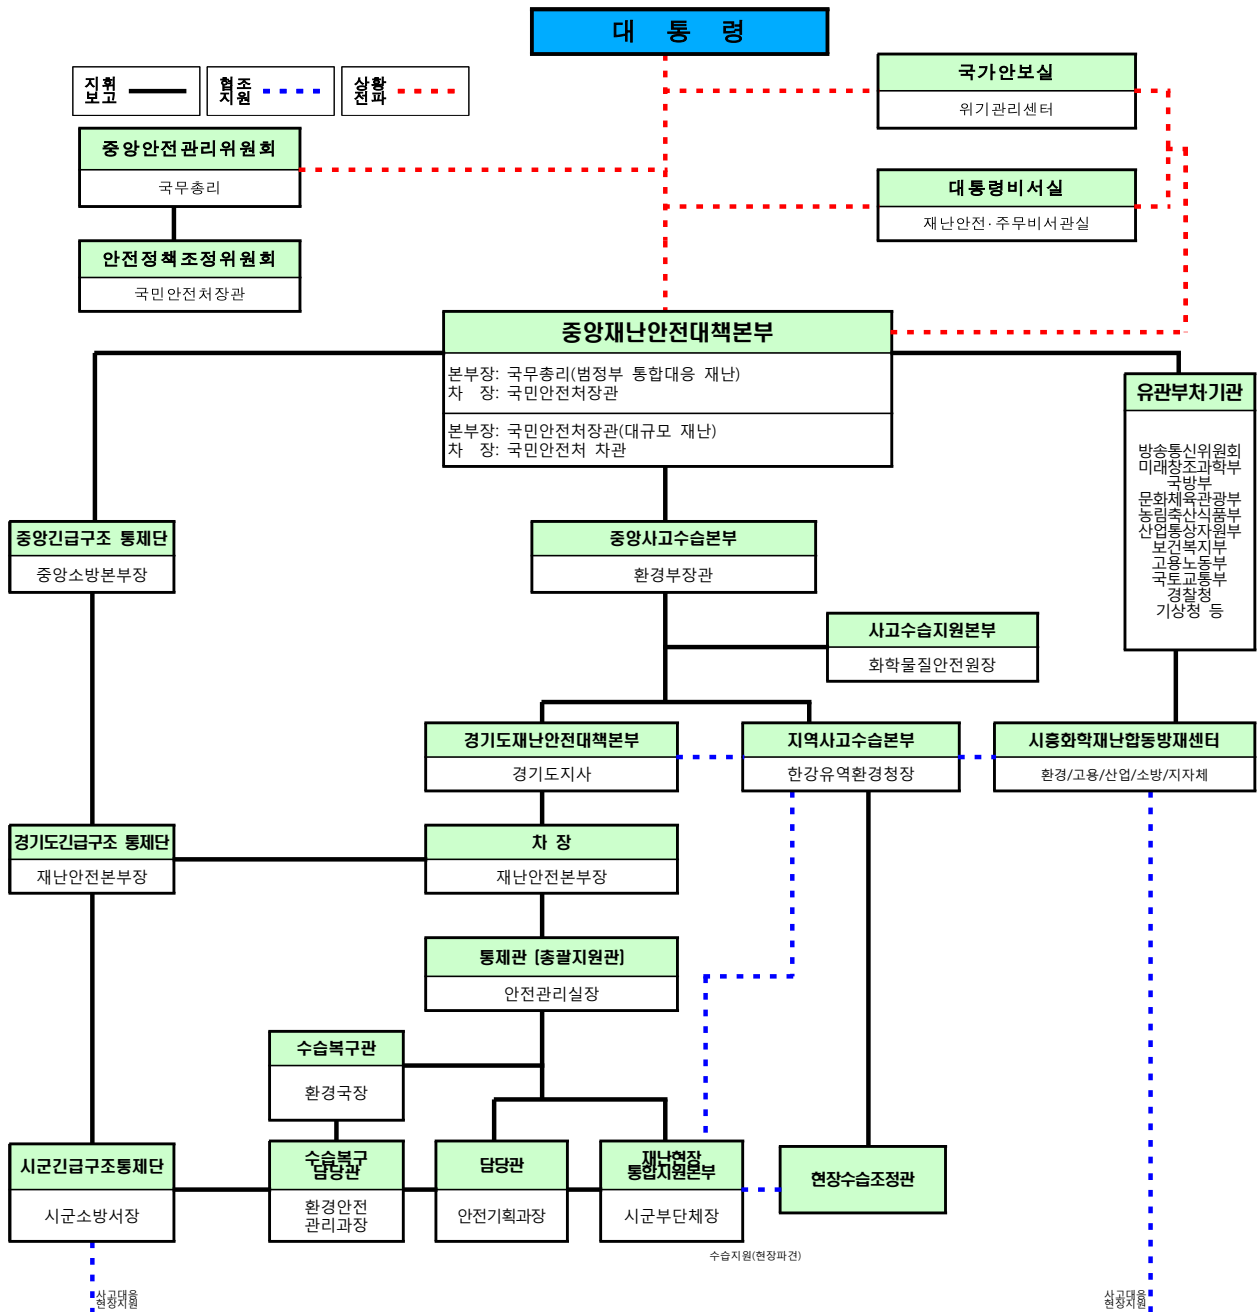 대 통 령
지휘
보고
협조
지원
상황
전파
국가안보실
위기관리센터
중앙안전관리위원회
국무총리
대통령비서실
재난안전·주무비서관실
안전정책조정위원회
국민안전처장관
중앙재난안전대책본부
본부장: 국무총리(범정부 통합대응 재난)
차 장: 국민안전처장관
본부장: 국민안전처장관(대규모 재난)
차 장: 국민안전처 차관
유관부처·기관
방송통신위원회
미래창조과학부
국방부
문화체육관광부
농림축산식품부
산업통상자원부
보건복지부
고용노동부
국토교통부
경찰청
기상청 등
중앙긴급구조 통제단
중앙소방본부장
중앙사고수습본부
환경부장관
사고수습지원본부
화학물질안전원장
경기도재난안전대책본부
경기도지사
지역사고수습본부
한강유역환경청장
시흥화학재난합동방재센터
환경/고용/산업/소방/지자체
경기도긴급구조 통제단
재난안전본부장
차 장
재난안전본부장
통제관 (총괄지원관)
안전관리실장
수습복구관
환경국장
시군긴급구조통제단
시군소방서장
수습복구
담당관
환경안전
관리과장
담당관
안전기획과장
재난현장
통합지원본부
시군부단체장
현장수습조정관
수습지원(현장파견)
사고대응
현장지원
사고대응
현장지원